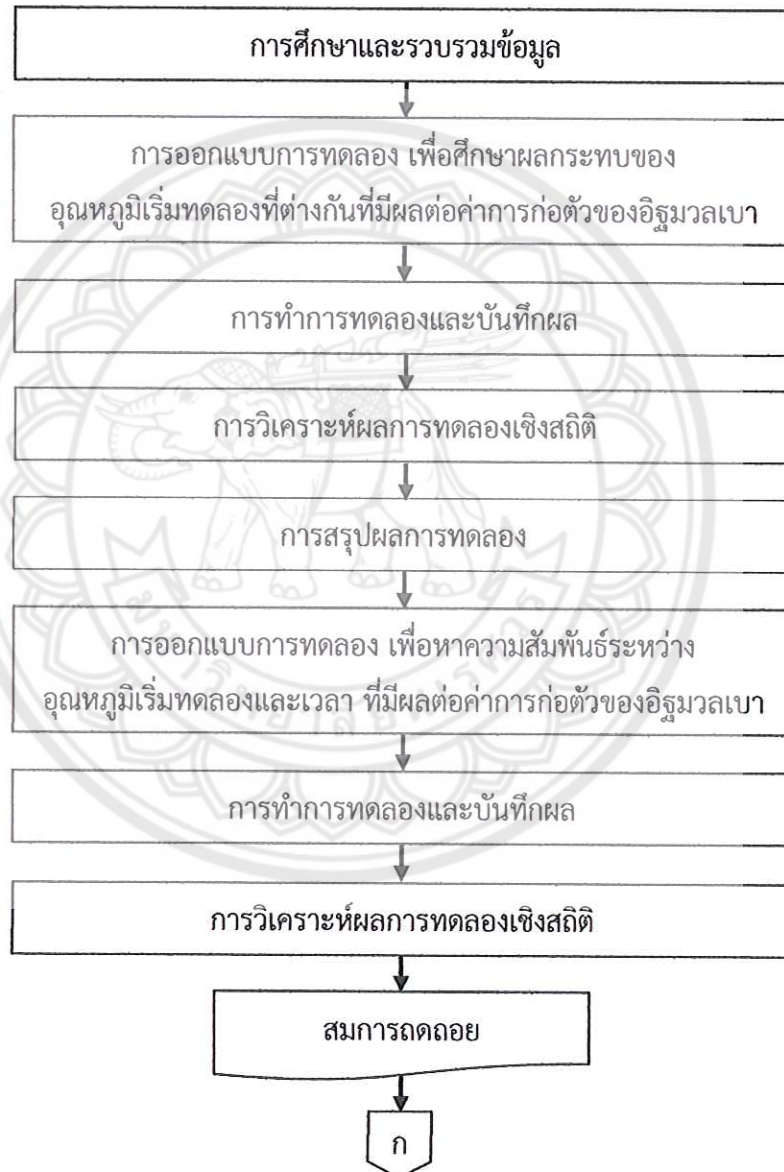 การศึกษาและรวบรวมข้อมูล
การออกแบบการทดลอง เพื่อศึกษาผลกระทบของ
อุณหภูมิเริ่มทดลองที่ต่างกันที่มีผลต่อค่าการก่อตัวของอิฐมวลเบา
การทำการทดลองและบันทึกผล
การวิเคราะห์ผลการทดลองเชิงสถิติ
การสรุปผลการทดลอง
การออกแบบการทดลอง เพื่อหาความสัมพันธ์ระหว่าง
อุณหภูมิเริ่มทดลองและเวลา ที่มีผลต่อค่าการก่อตัวของอิฐมวลเบา
การทำการทดลองและบันทึกผล
การวิเคราะห์ผลการทดลองเชิงสถิติ
สมการถดถอย
ก